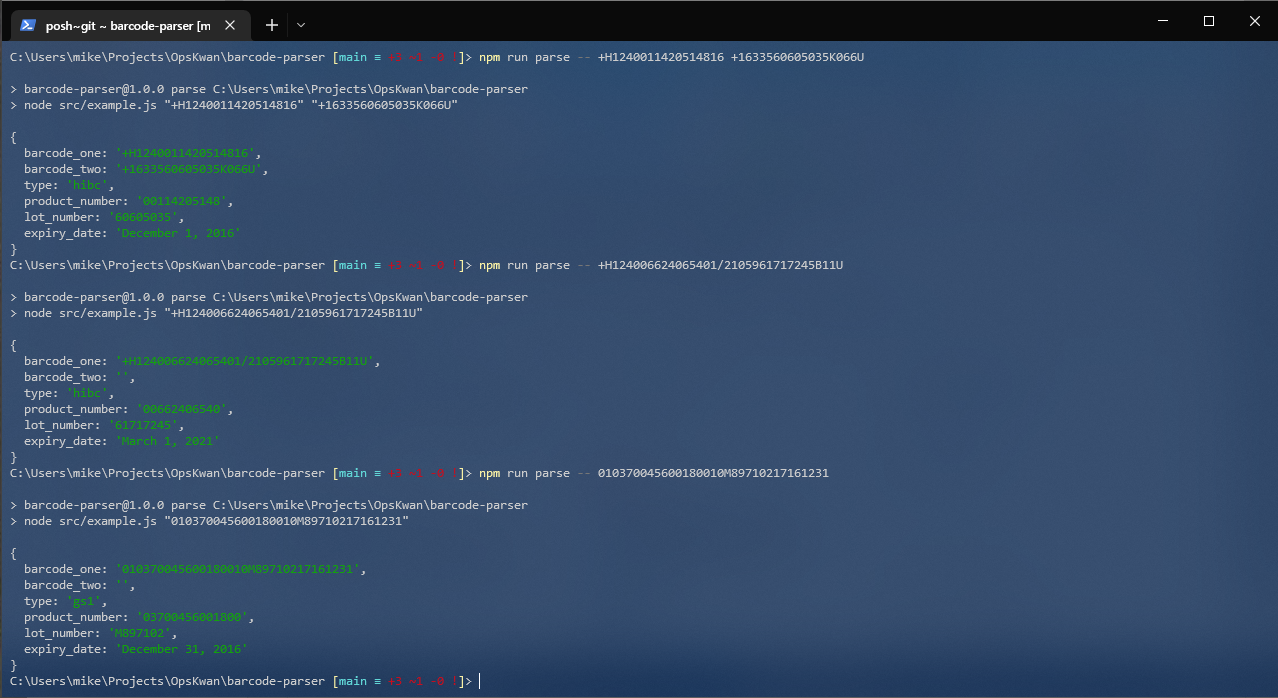 posh~git ~ barcode-parser [m
C:\Users\mike\Projects\OpsKwan\barcode-parser [main ≡ +3 ~1 -0 !]> npm run parse -- +H1240011420514816 +1633560605035K066U
> barcode-parser@1.0.0 parse C:\Users\mike\Projects\OpsKwan\barcode-parser
> node src/example.js "+H1240011420514816" "+1633560605035K066U"
{
barcode_one: '+H1240011420514816',
barcode_two: '+1633560605035K066U',
type: 'hibc',
product_number: '00114205148',
lot_number: '60605035',
expiry_date: 'December 1, 2016'
}
C:\Users\mike\Projects\OpsKwan\barcode-parser [main ≡ +3 ~1 -0 !]> npm run parse -- +H124006624065401/2105961717245B11U
> barcode-parser@1.0.0 parse C:\Users\mike\Projects\OpsKwan\barcode-parser
> node src/example.js "+H124006624065401/2105961717245B11U"
{
barcode_one: '+H124006624065401/2105961717245B11U',
barcode_two: '',
type: 'hibc',
product_number: '00662406540',
lot_number: '61717245',
expiry_date: 'March 1, 2021'
}
C:\Users\mike\Projects\OpsKwan\barcode-parser [main ≡ +3 ~1 -0 !]> npm run parse -- 010370045600180010M89710217161231
> barcode-parser@1.0.0 parse C:\Users\mike\Projects\OpsKwan\barcode-parser
> node src/example.js "010370045600180010M89710217161231"
{
barcode_one: '010370045600180010M89710217161231',
barcode_two: '',
type: 'gs1',
product_number: '03700456001800',
lot_number: 'M897102',
expiry_date: 'December 31, 2016'
}
C:\Users\mike\Projects\OpsKwan\barcode-parser [main ≡ +3 ~1 -0 !]>